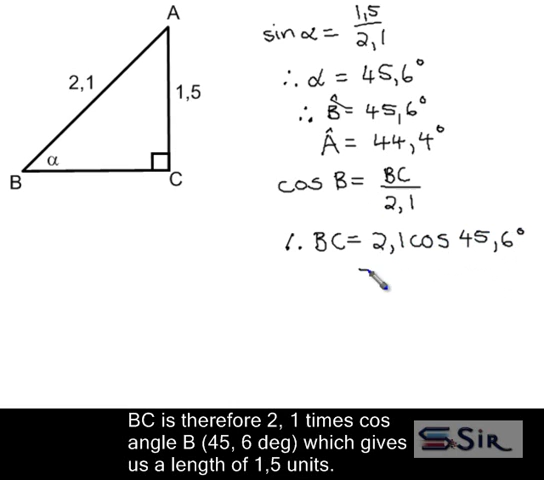 A
2,1
1,5
α
B
C
sin α = 1,5/2,1
∴ α = 45,6°
∴ B̂ = 45,6°
Â = 44,4°
cos B = BC/2,1
∴ BC = 2,1 cos 45,6°
BC is therefore 2, 1 times cos
angle B (45, 6 deg) which gives
us a length of 1,5 units.
SiR